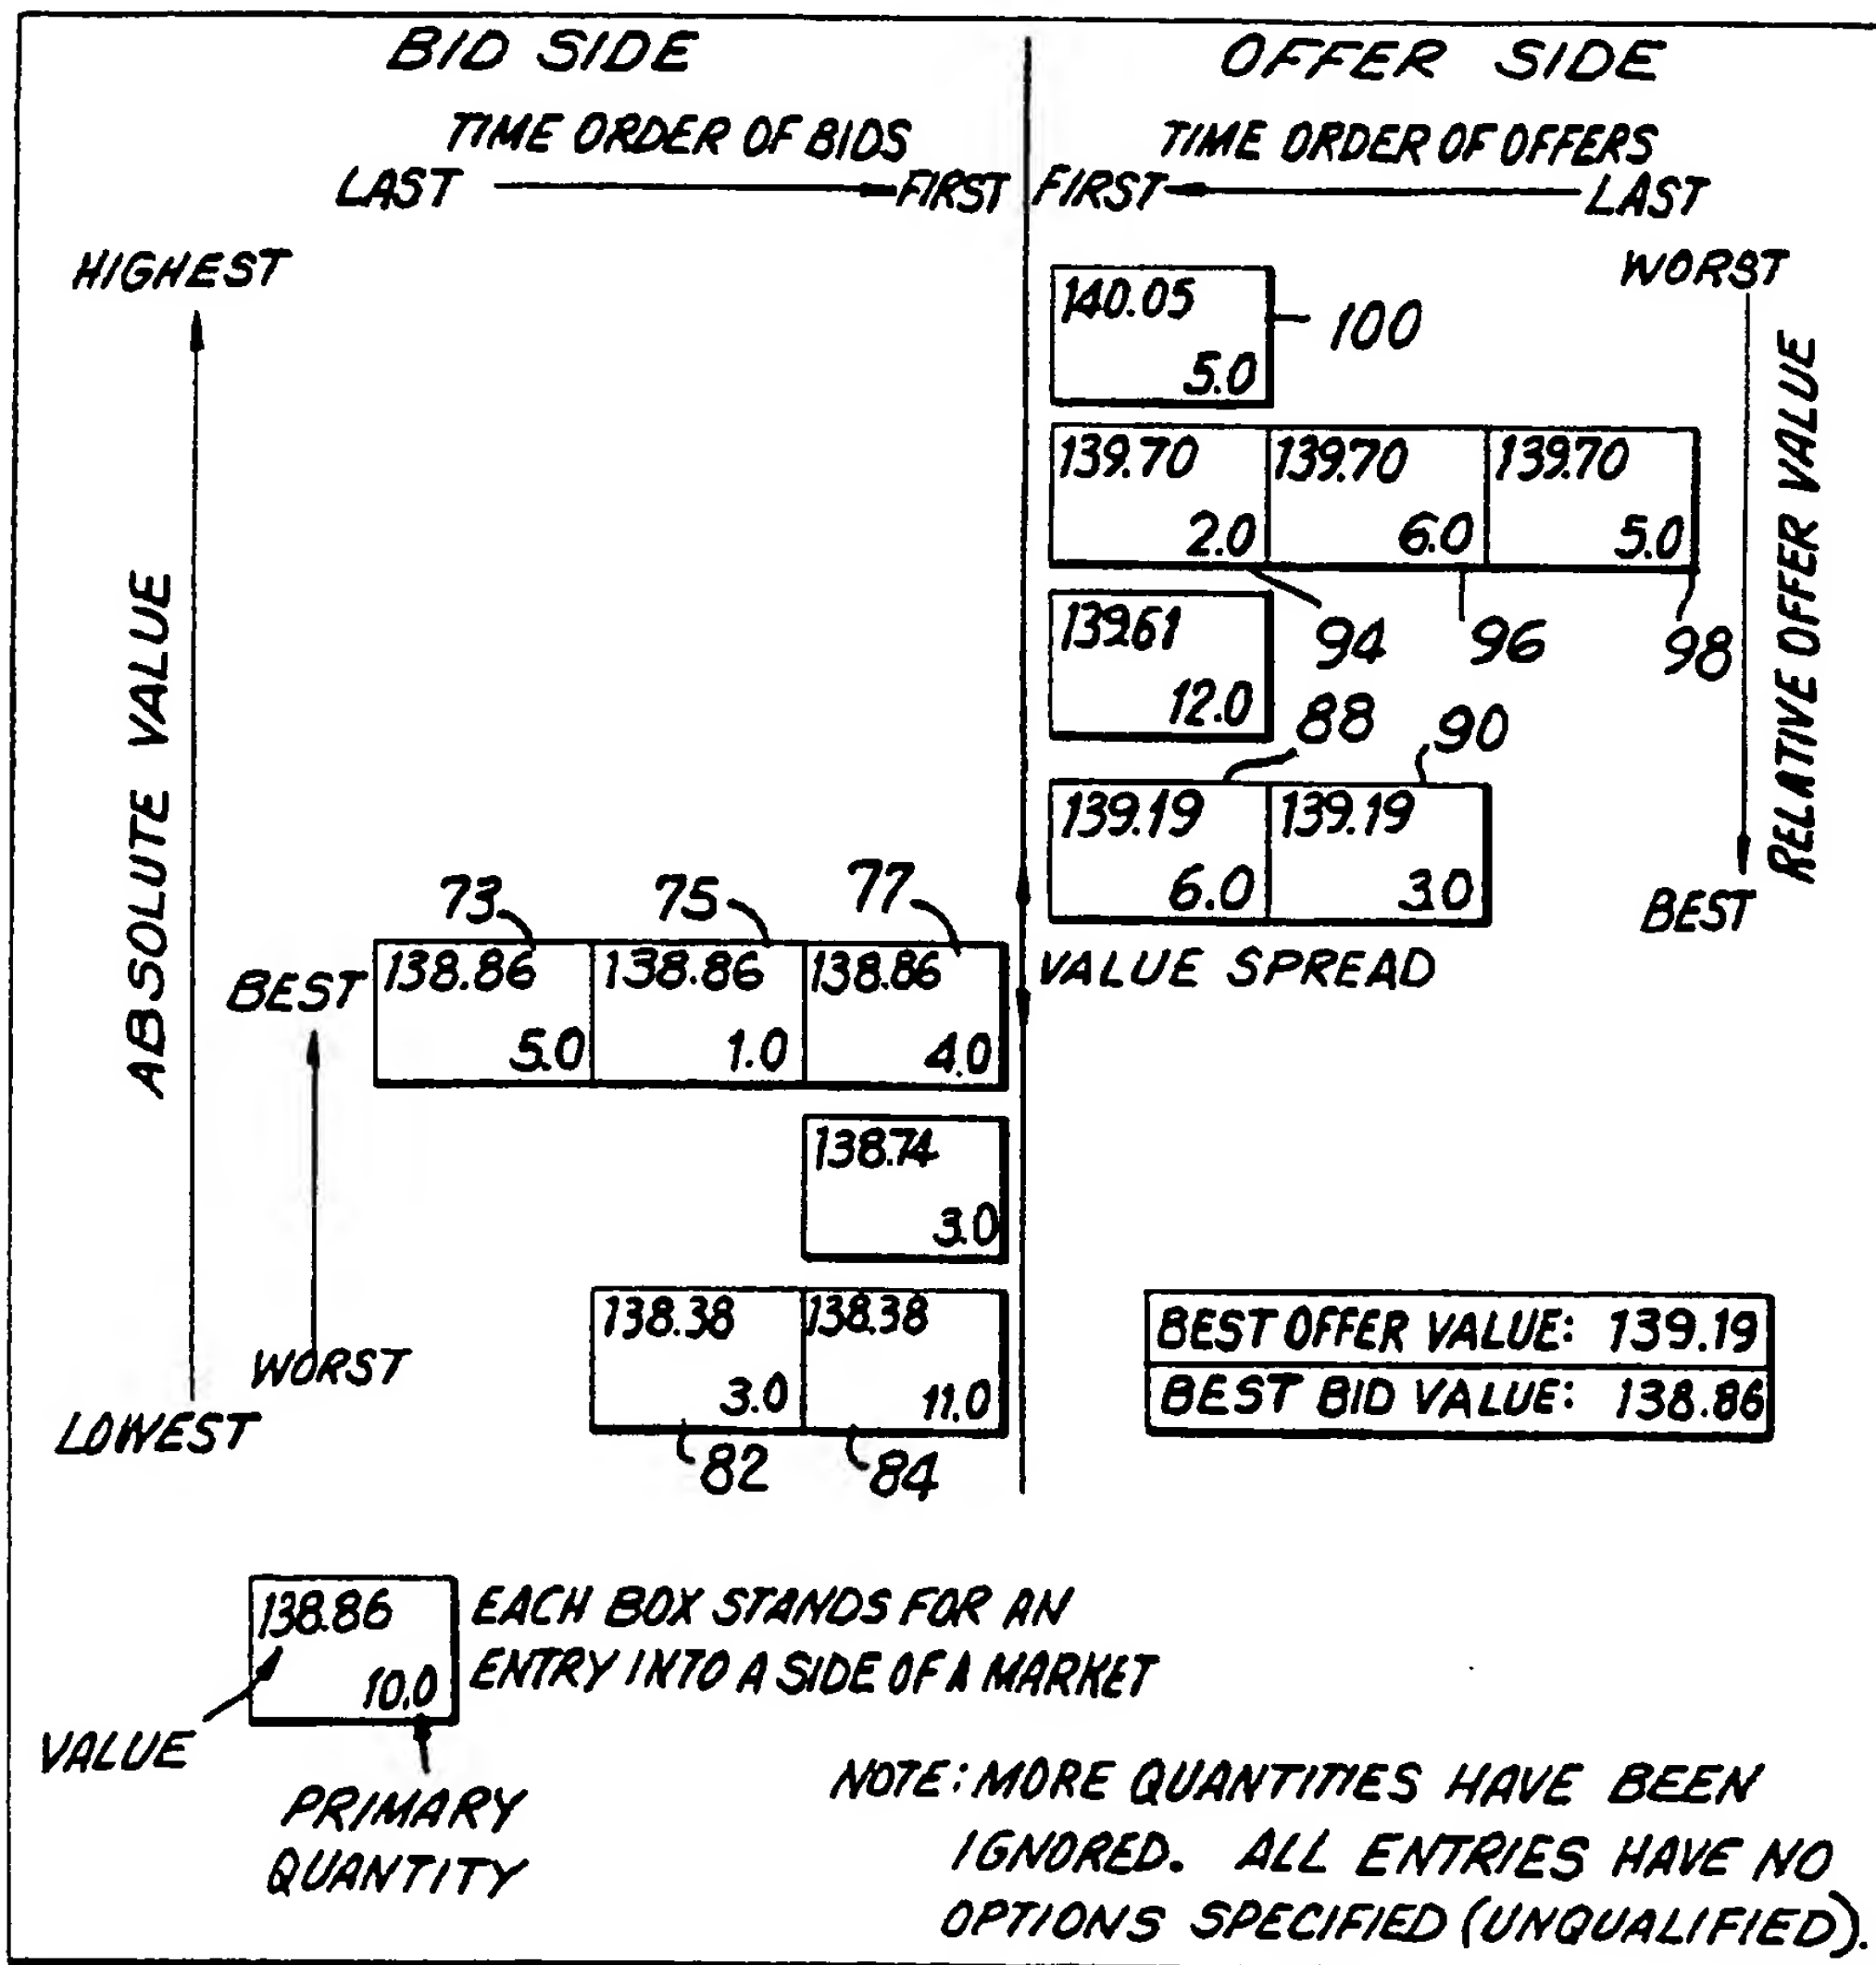 BID SIDE
OFFER SIDE
TIME ORDER OF BIDS
LAST FIRST
TIME ORDER OF OFFERS
FIRST LAST
HIGHEST
ABSOLUTE VALUE
LOWEST
WORST
RELATIVE OFFER VALUE
BEST
140.05
5.0
100
139.70 139.70 139.70
2.0 6.0 5.0
94 96 98
139.61
12.0
88 90
139.19 139.19
6.0 3.0
VALUE SPREAD
73 75 77
BEST
138.86 138.86 138.86
5.0 1.0 4.0
138.74
3.0
138.38 138.38
3.0 11.0
WORST
82 84
BEST OFFER VALUE: 139.19
BEST BID VALUE: 138.86
138.86
10.0
VALUE
PRIMARY
QUANTITY
EACH BOX STANDS FOR AN
ENTRY INTO A SIDE OF A MARKET
NOTE: MORE QUANTITIES HAVE BEEN
IGNORED. ALL ENTRIES HAVE NO
OPTIONS SPECIFIED (UNQUALIFIED).